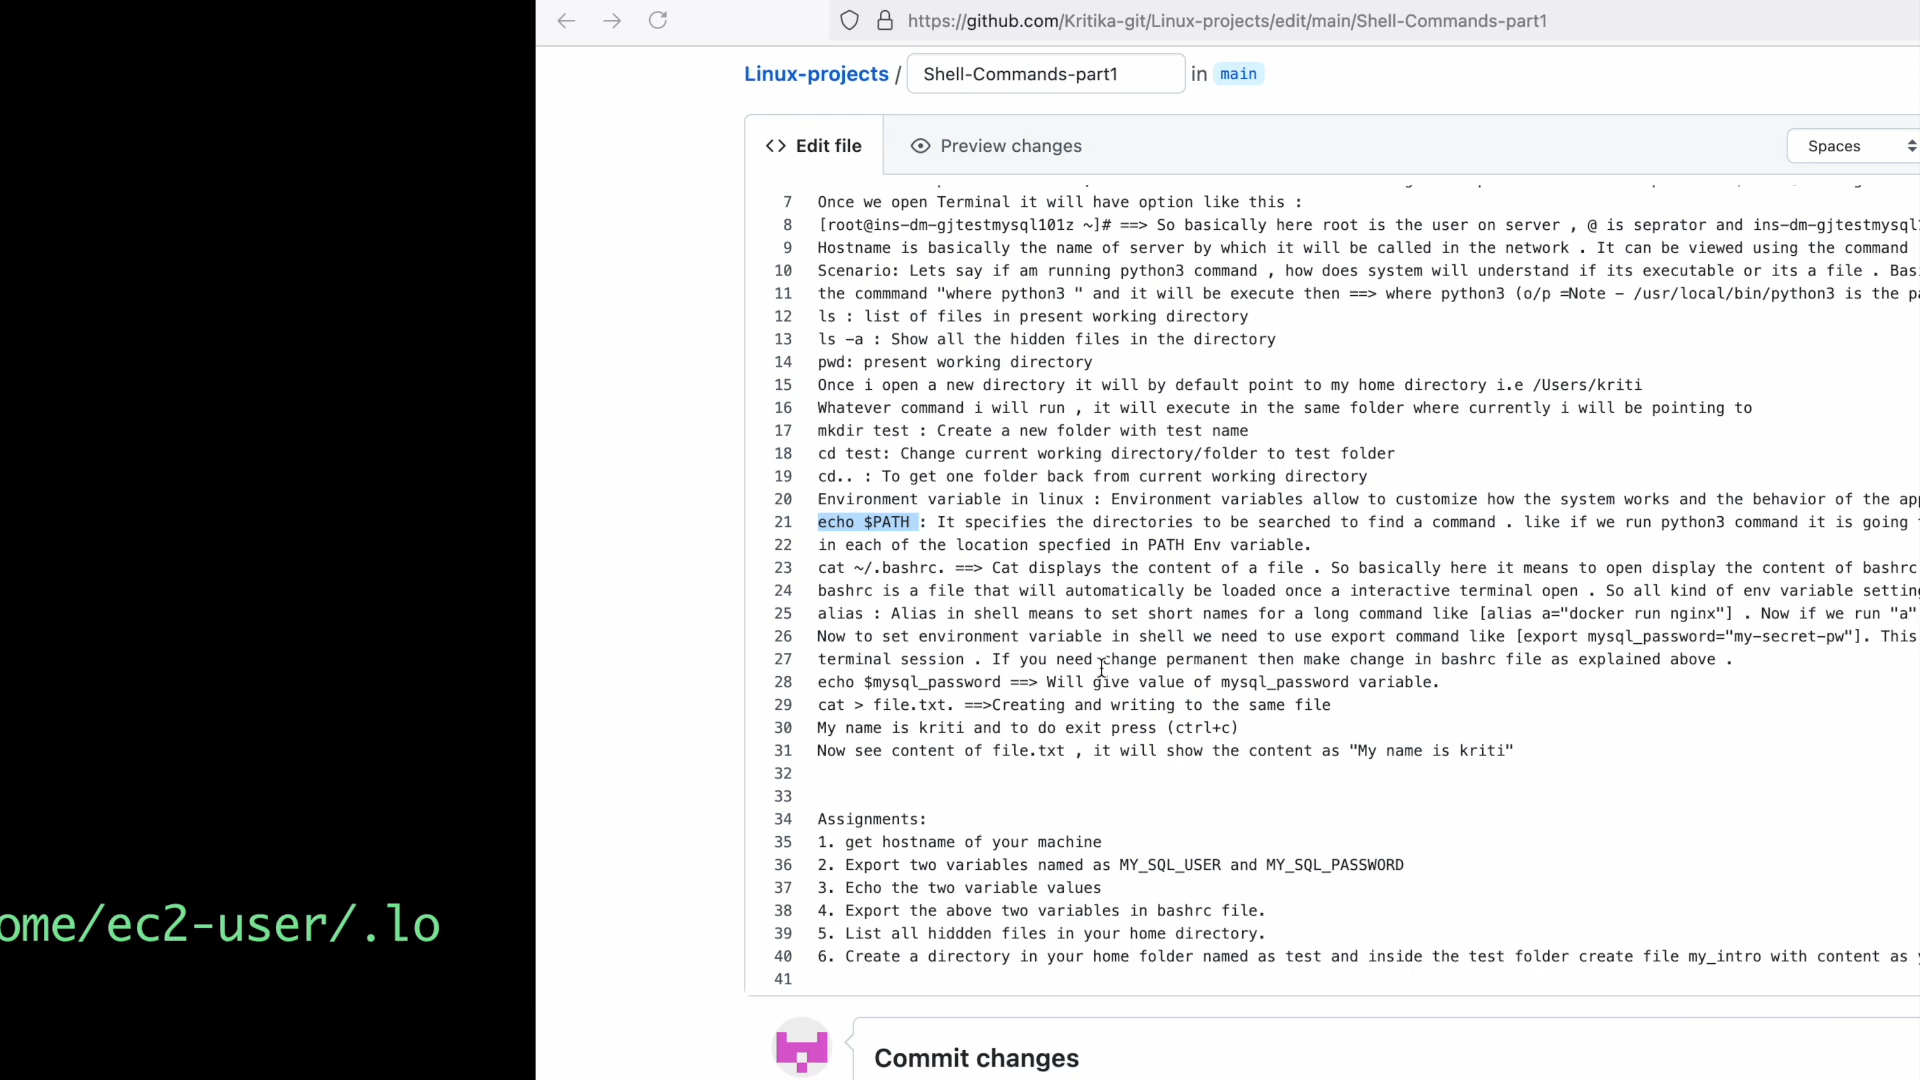 https://github.com/Kritika-git/Linux-projects/edit/main/Shell-Commands-part1
Linux-projects / Shell-Commands-part1 in main
Edit file Preview changes Spaces
7 Once we open Terminal it will have option like this :
8 [root@ins-dm-gjtestmysql101z ~]# ==> So basically here root is the user on server , @ is seprator and ins-dm-gjtestmysql
9 Hostname is basically the name of server by which it will be called in the network . It can be viewed using the command
10 Scenario: Lets say if am running python3 command , how does system will understand if its executable or its a file . Bas
11 the commmand "where python3 " and it will be execute then ==> where python3 (o/p =Note – /usr/local/bin/python3 is the
12 ls : list of files in present working directory
13 ls –a : Show all the hidden files in the directory
14 pwd: present working directory
15 Once i open a new directory it will by default point to my home directory i.e /Users/kriti
16 Whatever command i will run , it will execute in the same folder where currently i will be pointing to
17 mkdir test : Create a new folder with test name
18 cd test: Change current working directory/folder to test folder
19 cd.. : To get one folder back from current working directory
20 Environment variable in linux : Environment variables allow to customize how the system works and the behavior of the ap
21 echo $PATH : It specifies the directories to be searched to find a command . like if we run python3 command it is going
22 in each of the location specfied in PATH Env variable.
23 cat ~/.bashrc. ==> Cat displays the content of a file . So basically here it means to open display the content of bashrc
24 bashrc is a file that will automatically be loaded once a interactive terminal open . So all kind of env variable settin
25 alias : Alias in shell means to set short names for a long command like [alias a="docker run nginx"] . Now if we run "a"
26 Now to set environment variable in shell we need to use export command like [export mysql_password="my-secret-pw"]. This
27 terminal session . If you need change permanent then make change in bashrc file as explained above .
28 echo $mysql_password ==> Will give value of mysql_password variable.
29 cat > file.txt. ==>Creating and writing to the same file
30 My name is kriti and to do exit press (ctrl+c)
31 Now see content of file.txt , it will show the content as "My name is kriti"
32
33
34 Assignments:
35 1. get hostname of your machine
36 2. Export two variables named as MY_SQL_USER and MY_SQL_PASSWORD
37 3. Echo the two variable values
38 4. Export the above two variables in bashrc file.
39 5. List all hiddden files in your home directory.
40 6. Create a directory in your home folder named as test and inside the test folder create file my_intro with content as
41
ome/ec2-user/.lo
Commit changes